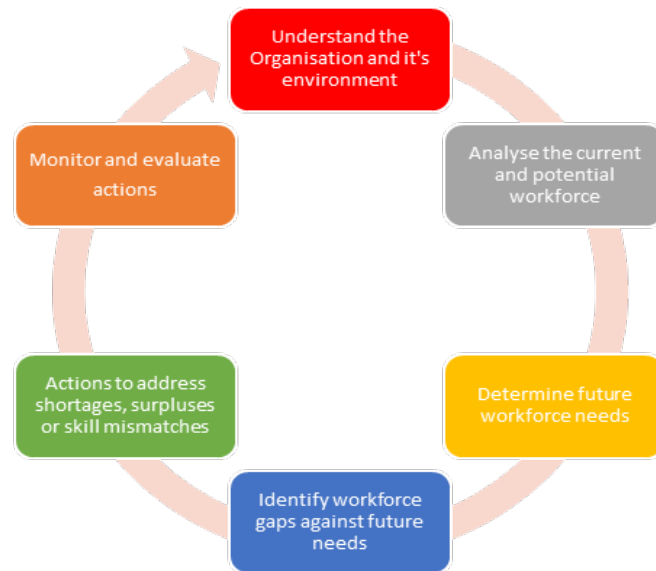 Understand the
Organisation and it's
environment
Analyse the current
and potential
workforce
Determine future
workforce needs
Identify workforce
gaps against future
needs
Actions to address
shortages, surpluses
or skill mismatches
Monitor and evaluate
actions